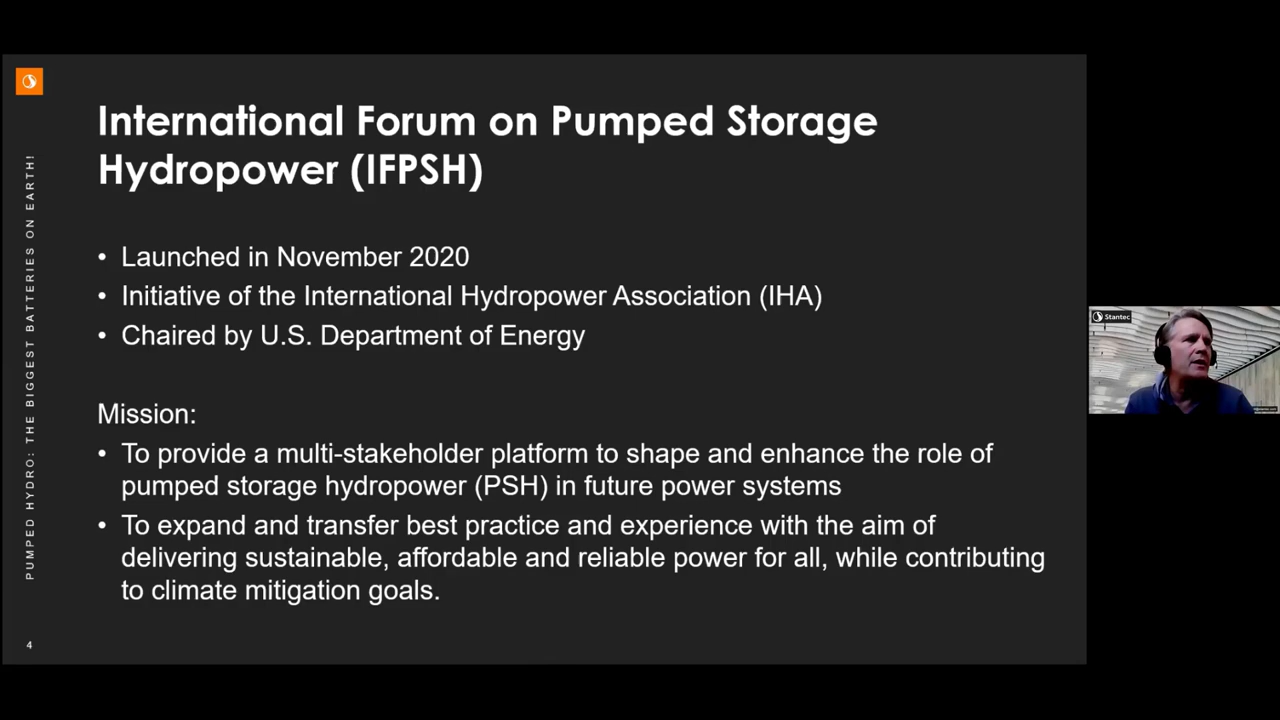 International Forum on Pumped Storage
Hydropower (IFPSH)
• Launched in November 2020
• Initiative of the International Hydropower Association (IHA)
• Chaired by U.S. Department of Energy
Mission:
• To provide a multi-stakeholder platform to shape and enhance the role of
pumped storage hydropower (PSH) in future power systems
• To expand and transfer best practice and experience with the aim of
delivering sustainable, affordable and reliable power for all, while contributing
to climate mitigation goals.
PUMPED HYDRO: THE BIGGEST BATTERIES ON EARTH!
4
Stantec